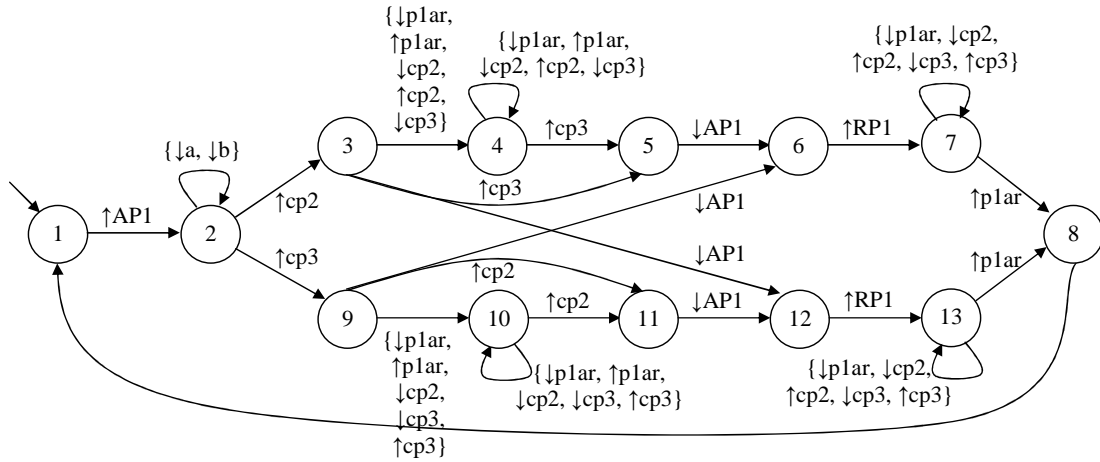 {↓p1ar,
↑p1ar,
↓cp2,
↑cp2,
↓cp3}
{↓p1ar, ↑p1ar,
↓cp2, ↑cp2, ↓cp3}
{↓p1ar, ↓cp2,
↑cp2, ↓cp3, ↑cp3}
3
4
↑cp3
5
↓AP1
6
↑RP1
7
{↓a, ↓b}
↑cp2
↑cp3
↓AP1
↑p1ar
1
↑AP1
2
8
↑cp3
↑cp2
↓AP1
↑p1ar
9
10
↑cp2
11
↓AP1
12
↑RP1
13
{↓p1ar,
↑p1ar,
↓cp2,
↓cp3,
↑cp3}
{↓p1ar, ↑p1ar,
↓cp2, ↓cp3, ↑cp3}
{↓p1ar, ↓cp2,
↑cp2, ↓cp3, ↑cp3}